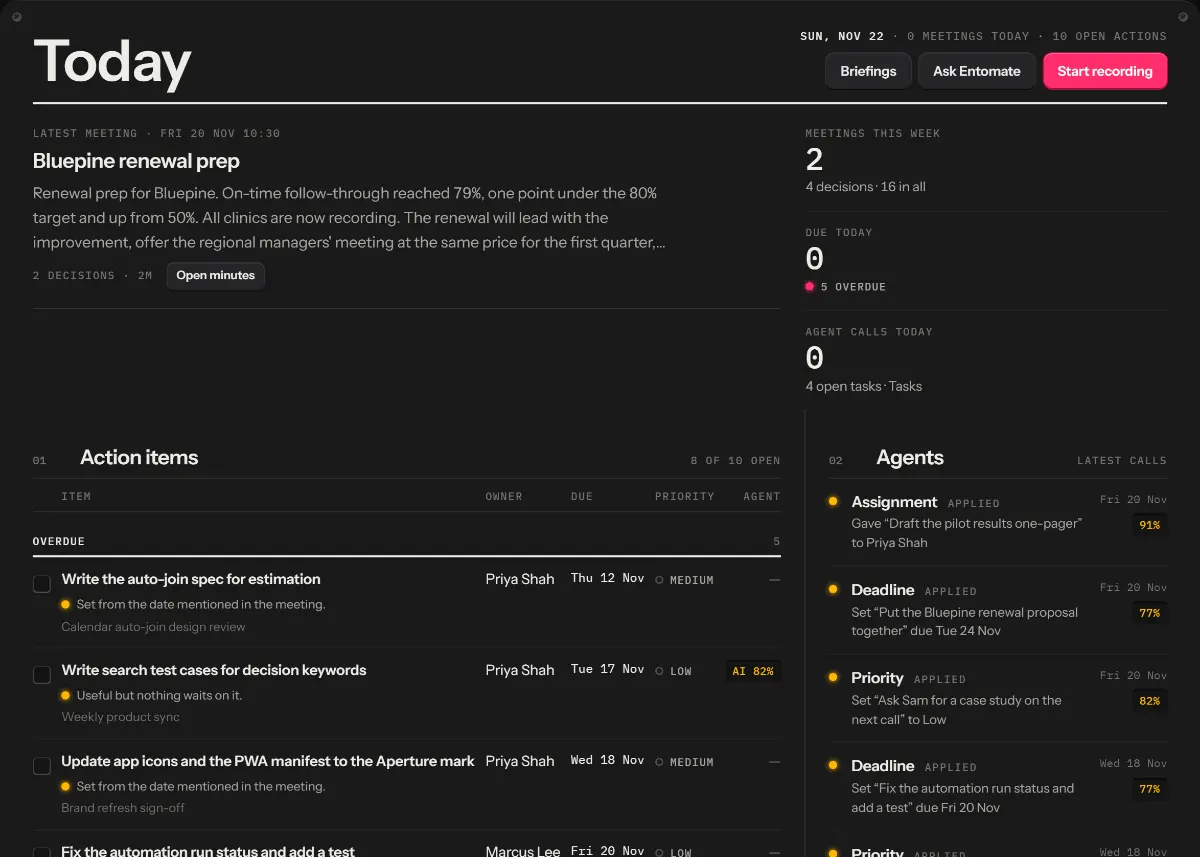 Today
SUN, NOV 22 · 0 MEETINGS TODAY · 10 OPEN ACTIONS
Briefings
Ask Entomate
Start recording
LATEST MEETING · FRI 20 NOV 10:30
Bluepine renewal prep
Renewal prep for Bluepine. On-time follow-through reached 79%, one point under the 80%
target and up from 50%. All clinics are now recording. The renewal will lead with the
improvement, offer the regional managers' meeting at the same price for the first quarter,…
2 DECISIONS · 2M
Open minutes
MEETINGS THIS WEEK
2
4 decisions · 16 in all
DUE TODAY
0
5 OVERDUE
AGENT CALLS TODAY
0
4 open tasks · Tasks
01 Action items 8 OF 10 OPEN
ITEM OWNER DUE PRIORITY AGENT
OVERDUE 5
Write the auto-join spec for estimation Priya Shah Thu 12 Nov MEDIUM —
Set from the date mentioned in the meeting.
Calendar auto-join design review
Write search test cases for decision keywords Priya Shah Tue 17 Nov LOW AI 82%
Useful but nothing waits on it.
Weekly product sync
Update app icons and the PWA manifest to the Aperture mark Priya Shah Wed 18 Nov MEDIUM —
Set from the date mentioned in the meeting.
Brand refresh sign-off
Fix the automation run status and add a test Marcus Lee Fri 20 Nov LOW —
02 Agents LATEST CALLS
Assignment APPLIED Fri 20 Nov
Gave “Draft the pilot results one-pager” 91%
to Priya Shah
Deadline APPLIED Fri 20 Nov
Set “Put the Bluepine renewal proposal 77%
together” due Tue 24 Nov
Priority APPLIED Fri 20 Nov
Set “Ask Sam for a case study on the 82%
next call” to Low
Deadline APPLIED Wed 18 Nov
Set “Fix the automation run status and 77%
add a test” due Fri 20 Nov
Priority APPLIED Wed 18 Nov